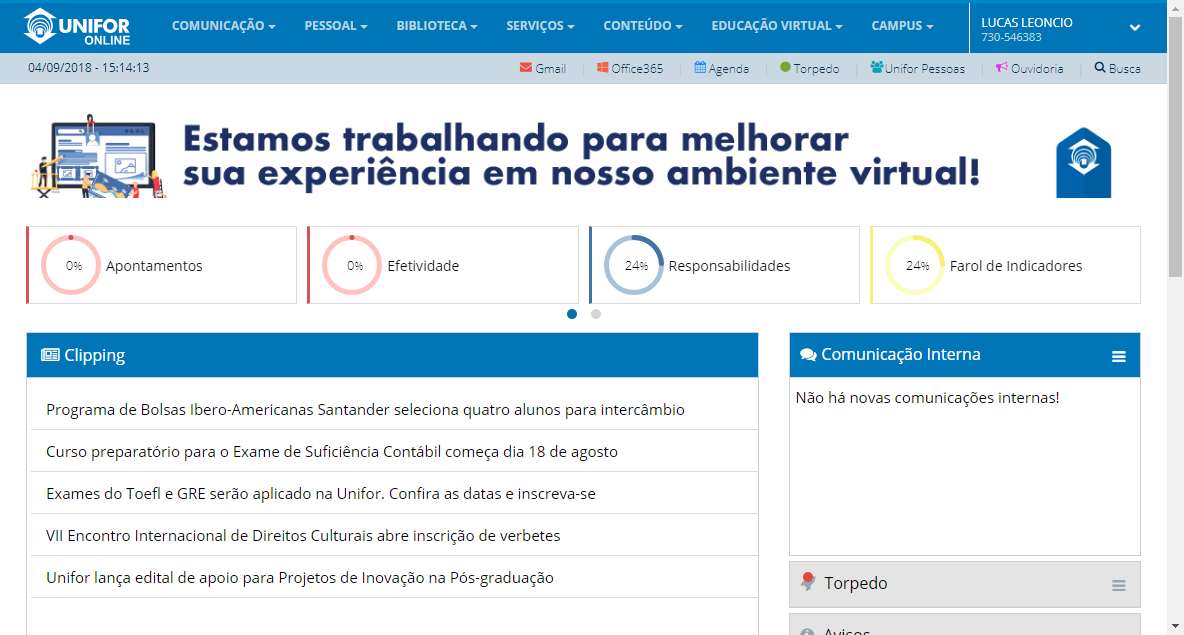 UNIFOR
ONLINE
COMUNICAÇÃO
PESSOAL
BIBLIOTECA
SERVIÇOS
CONTEÚDO
EDUCAÇÃO VIRTUAL
CAMPUS
LUCAS LEONCIO
730-546383
04/09/2018 - 15:14:13
Gmail
Office365
Agenda
Torpedo
Unifor Pessoas
Ouvidoria
Busca
Estamos trabalhando para melhorar
sua experiência em nosso ambiente virtual!
0% Apontamentos
0% Efetividade
24% Responsabilidades
24% Farol de Indicadores
Clipping
Programa de Bolsas Ibero-Americanas Santander seleciona quatro alunos para intercâmbio
Curso preparatório para o Exame de Suficiência Contábil começa dia 18 de agosto
Exames do Toefl e GRE serão aplicado na Unifor. Confira as datas e inscreva-se
VII Encontro Internacional de Direitos Culturais abre inscrição de verbetes
Unifor lança edital de apoio para Projetos de Inovação na Pós-graduação
Comunicação Interna
Não há novas comunicações internas!
Torpedo
Avisos